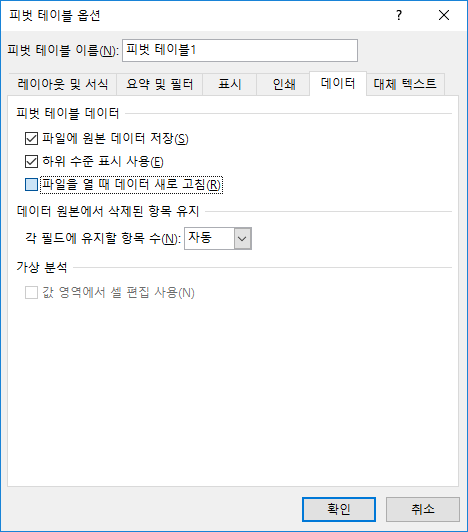 피벗 테이블 옵션 ?
피벗 테이블 이름(N): 피벗 테이블1
레이아웃 및 서식 요약 및 필터 표시 인쇄 데이터 대체 텍스트
피벗 테이블 데이터
파일에 원본 데이터 저장(S)
하위 수준 표시 사용(E)
파일을 열 때 데이터 새로 고침(R)
데이터 원본에서 삭제된 항목 유지
각 필드에 유지할 항목 수(N): 자동
가상 분석
값 영역에서 셀 편집 사용(N)
확인 취소